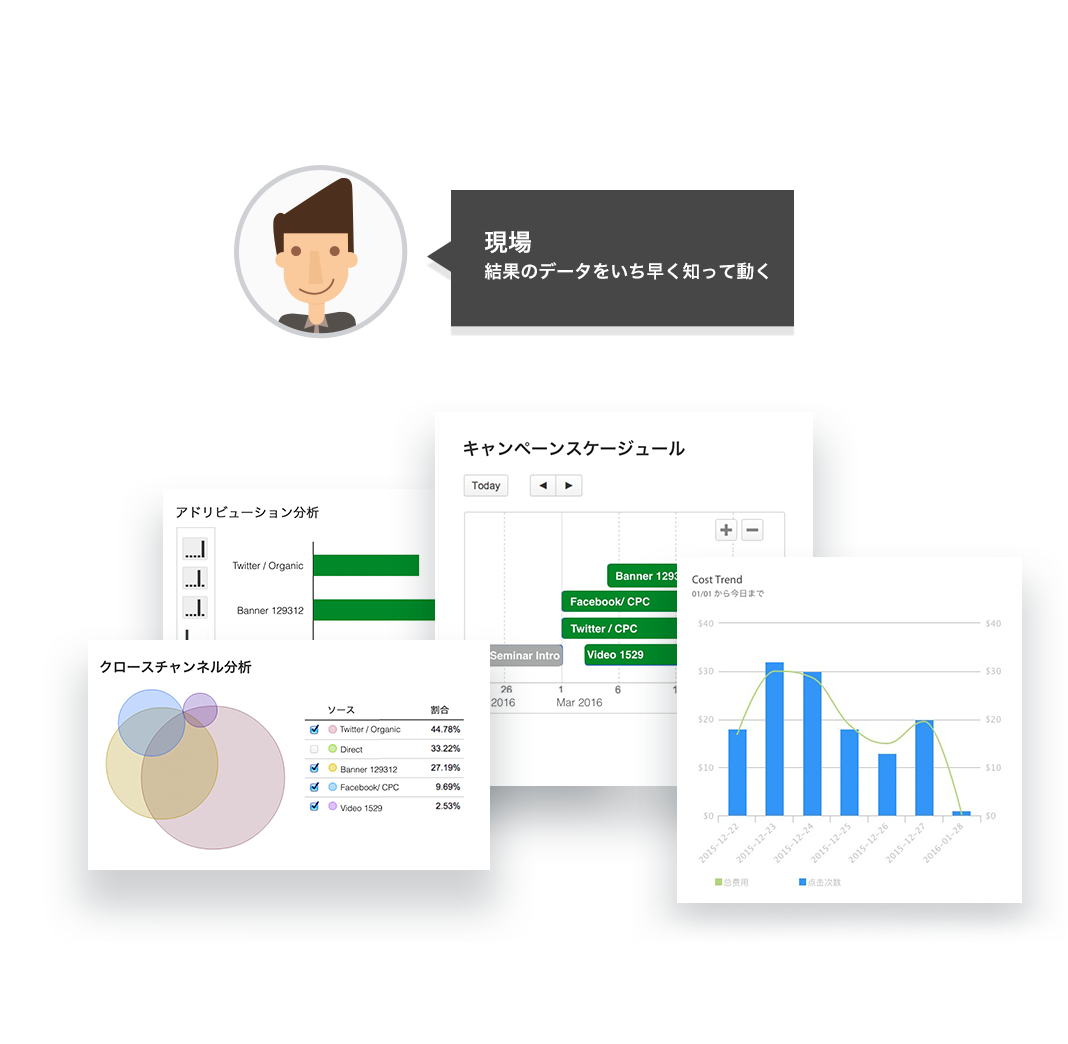 現場
結果のデータをいち早く知って動く
キャンペーンスケージュール
Today
Banner 1293
Facebook/ CPC
Twitter / CPC
Seminar Intro
Video 1529
26
1
6
1
2016
Mar 2016
アドリビューション分析
Twitter / Organic
Banner 129312
クロースチャンネル分析
ソース 割合
Twitter / Organic 44.78%
Direct 33.22%
Banner 129312 27.19%
Facebook/ CPC 9.69%
Video 1529 2.53%
Cost Trend
01/01 から今日まで
$40 $40
$30 $30
$20 $20
$10 $10
$0 $0
2015-12-22
2015-12-23
2015-12-24
2015-12-25
2015-12-26
2015-12-27
2016-01-28
总费用 点击次数